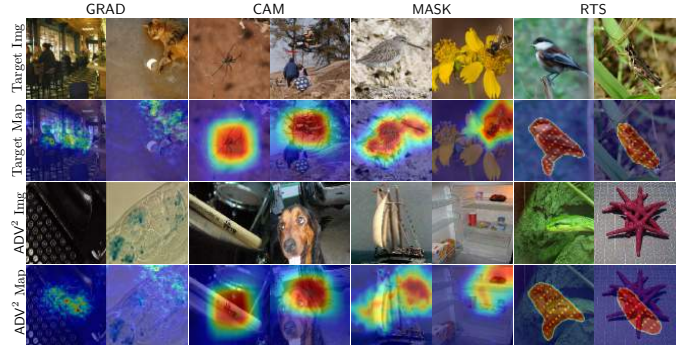 GRAD CAM MASK RTS
Target Img
Target Map
ADV² Img
ADV² Map